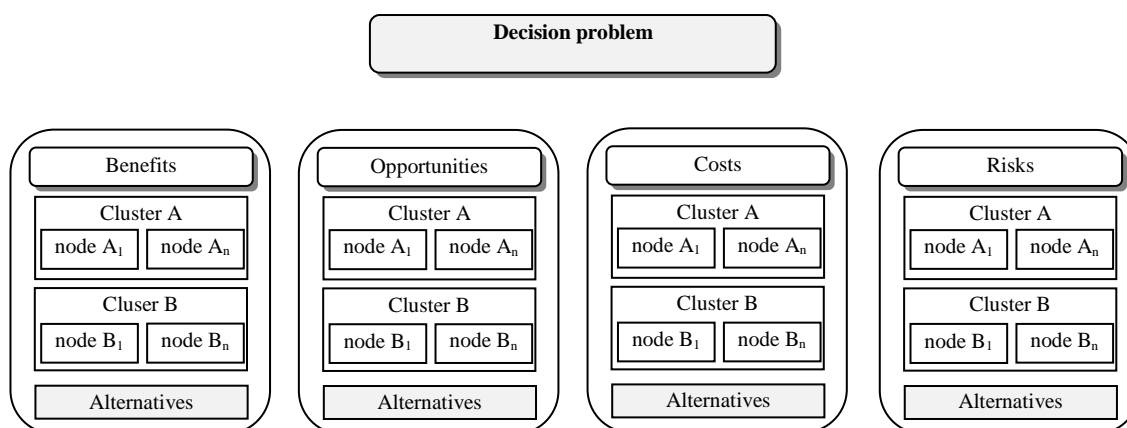 Decision problem
Benefits
Cluster A
node A₁ node Aₙ
Cluser B
node B₁ node Bₙ
Alternatives
Opportunities
Cluster A
node A₁ node Aₙ
Cluster B
node B₁ node Bₙ
Alternatives
Costs
Cluster A
node A₁ node Aₙ
Cluster B
node B₁ node Bₙ
Alternatives
Risks
Cluster A
node A₁ node Aₙ
Cluster B
node B₁ node Bₙ
Alternatives